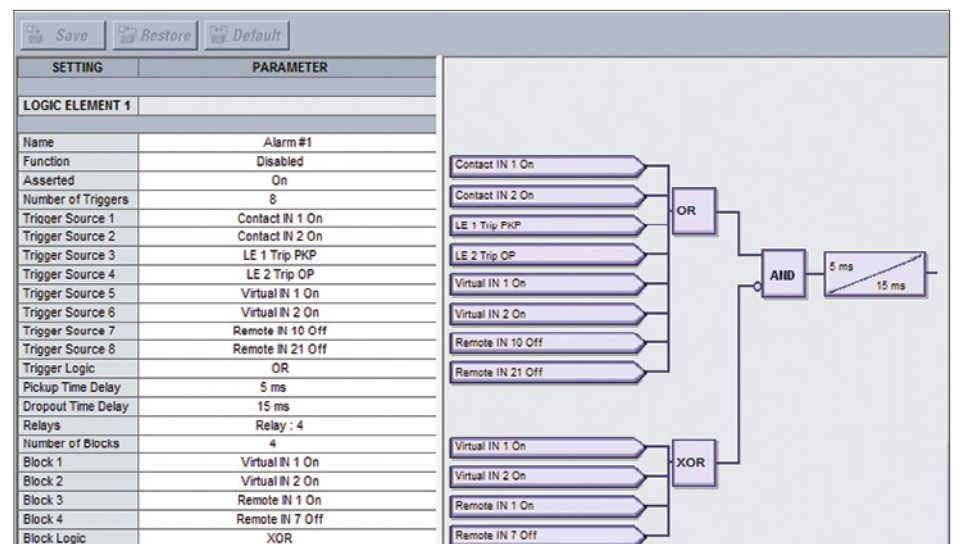 Save Restore Default
SETTING PARAMETER
LOGIC ELEMENT 1
Name Alarm #1
Function Disabled
Asserted On
Number of Triggers 8
Trigger Source 1 Contact IN 1 On
Trigger Source 2 Contact IN 2 On
Trigger Source 3 LE 1 Trip PKP
Trigger Source 4 LE 2 Trip OP
Trigger Source 5 Virtual IN 1 On
Trigger Source 6 Virtual IN 2 On
Trigger Source 7 Remote IN 10 Off
Trigger Source 8 Remote IN 21 Off
Trigger Logic OR
Pickup Time Delay 5 ms
Dropout Time Delay 15 ms
Relays Relay : 4
Number of Blocks 4
Block 1 Virtual IN 1 On
Block 2 Virtual IN 2 On
Block 3 Remote IN 1 On
Block 4 Remote IN 7 Off
Block Logic XOR
Contact IN 1 On
Contact IN 2 On
LE 1 Trip PKP
LE 2 Trip OP
Virtual IN 1 On
Virtual IN 2 On
Remote IN 10 Off
Remote IN 21 Off
OR
AND
5 ms
15 ms
Virtual IN 1 On
Virtual IN 2 On
Remote IN 1 On
Remote IN 7 Off
XOR